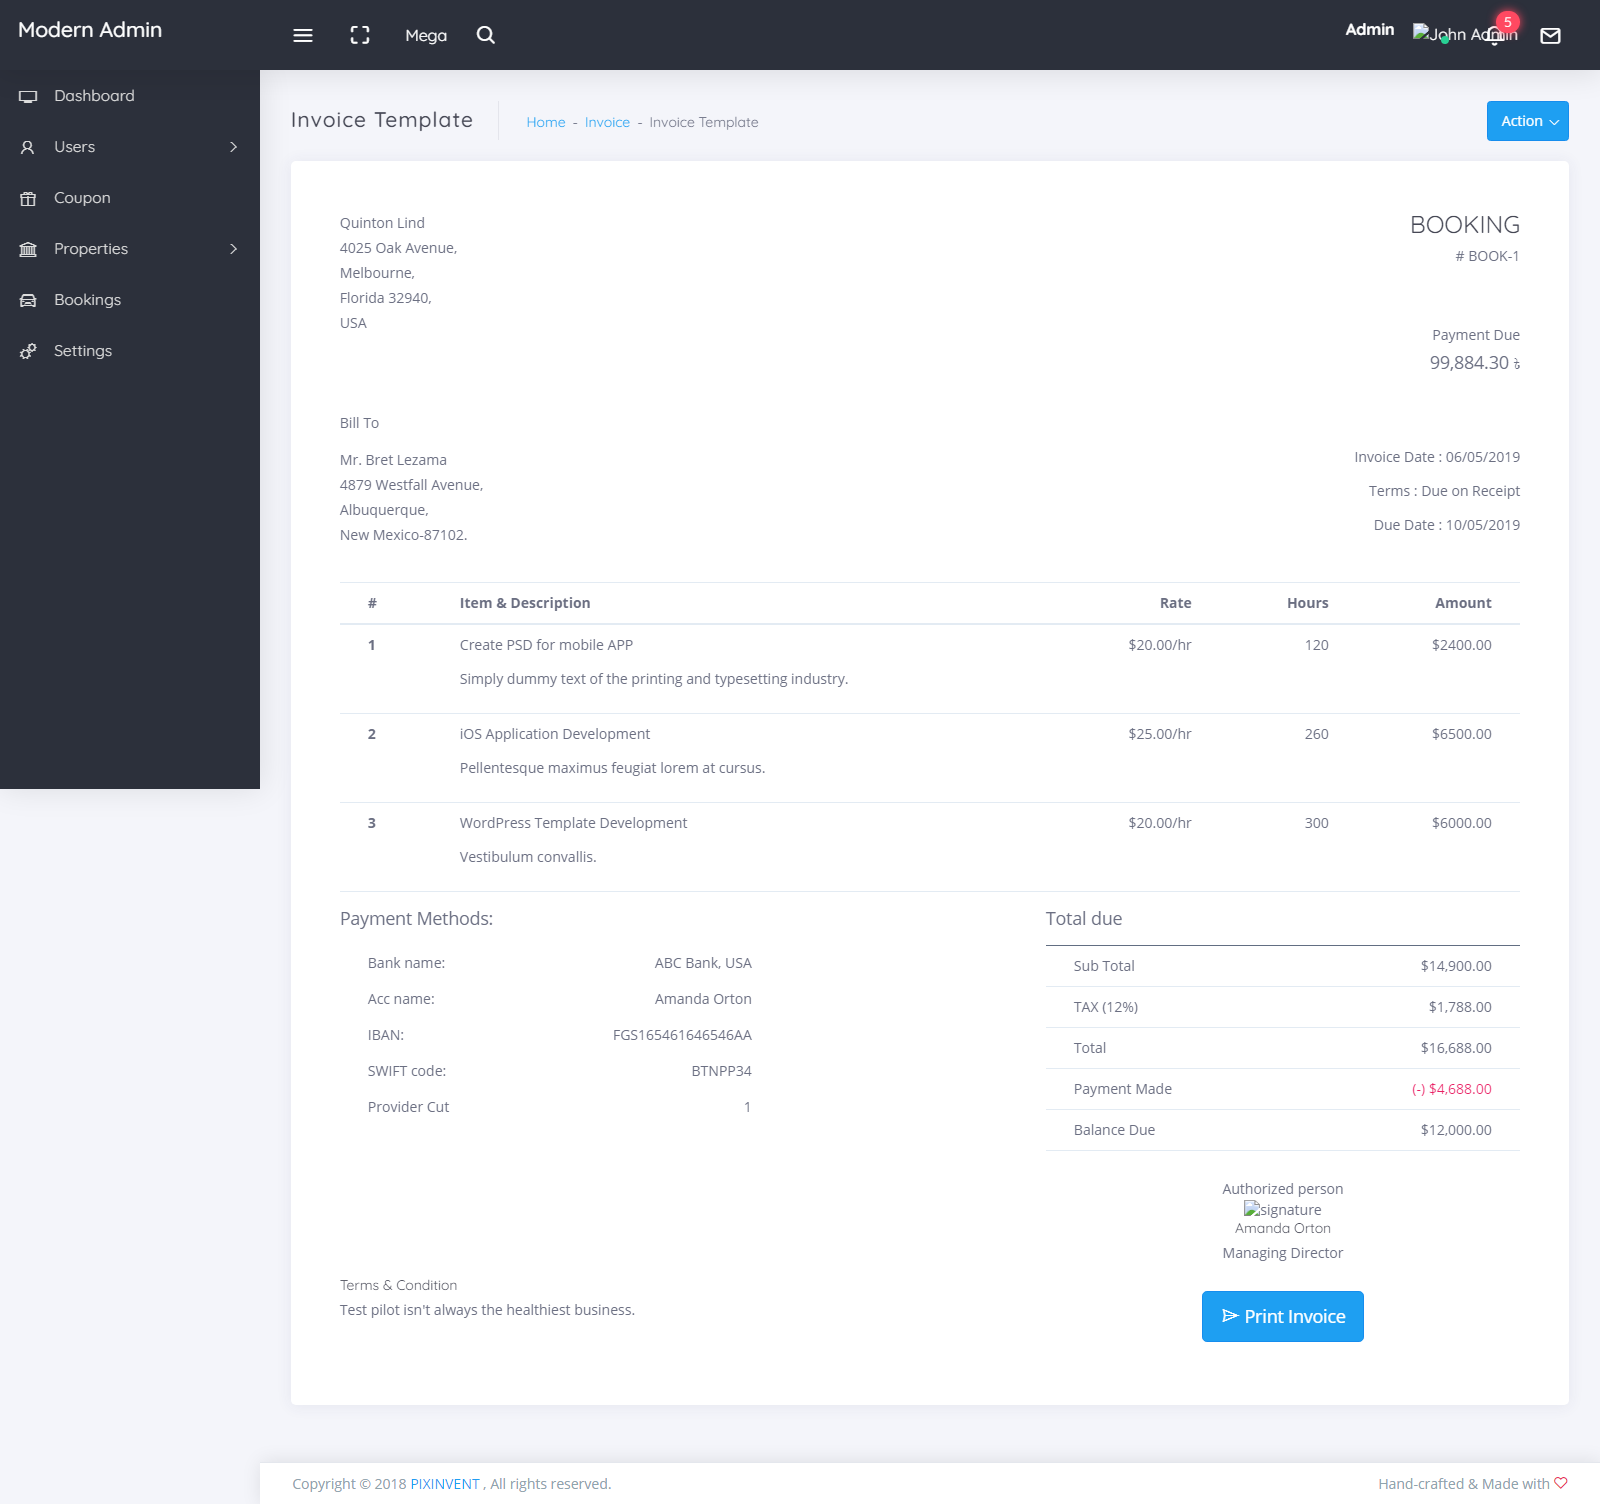 Modern Admin
Mega
Admin
John Admin
5
Dashboard
Users
Coupon
Properties
Bookings
Settings
Invoice Template
Home - Invoice - Invoice Template
Action
Quinton Lind
4025 Oak Avenue,
Melbourne,
Florida 32940,
USA
BOOKING
# BOOK-1
Payment Due
99,884.30 ৳
Bill To
Mr. Bret Lezama
4879 Westfall Avenue,
Albuquerque,
New Mexico-87102.
Invoice Date : 06/05/2019
Terms : Due on Receipt
Due Date : 10/05/2019
# Item & Description Rate Hours Amount
1 Create PSD for mobile APP $20.00/hr 120 $2400.00
Simply dummy text of the printing and typesetting industry.
2 iOS Application Development $25.00/hr 260 $6500.00
Pellentesque maximus feugiat lorem at cursus.
3 WordPress Template Development $20.00/hr 300 $6000.00
Vestibulum convallis.
Payment Methods:
Bank name: ABC Bank, USA
Acc name: Amanda Orton
IBAN: FGS165461646546AA
SWIFT code: BTNPP34
Provider Cut 1
Total due
Sub Total $14,900.00
TAX (12%) $1,788.00
Total $16,688.00
Payment Made (-) $4,688.00
Balance Due $12,000.00
Authorized person
signature
Amanda Orton
Managing Director
Terms & Condition
Test pilot isn't always the healthiest business.
Print Invoice
Copyright © 2018 PIXINVENT , All rights reserved.
Hand-crafted & Made with